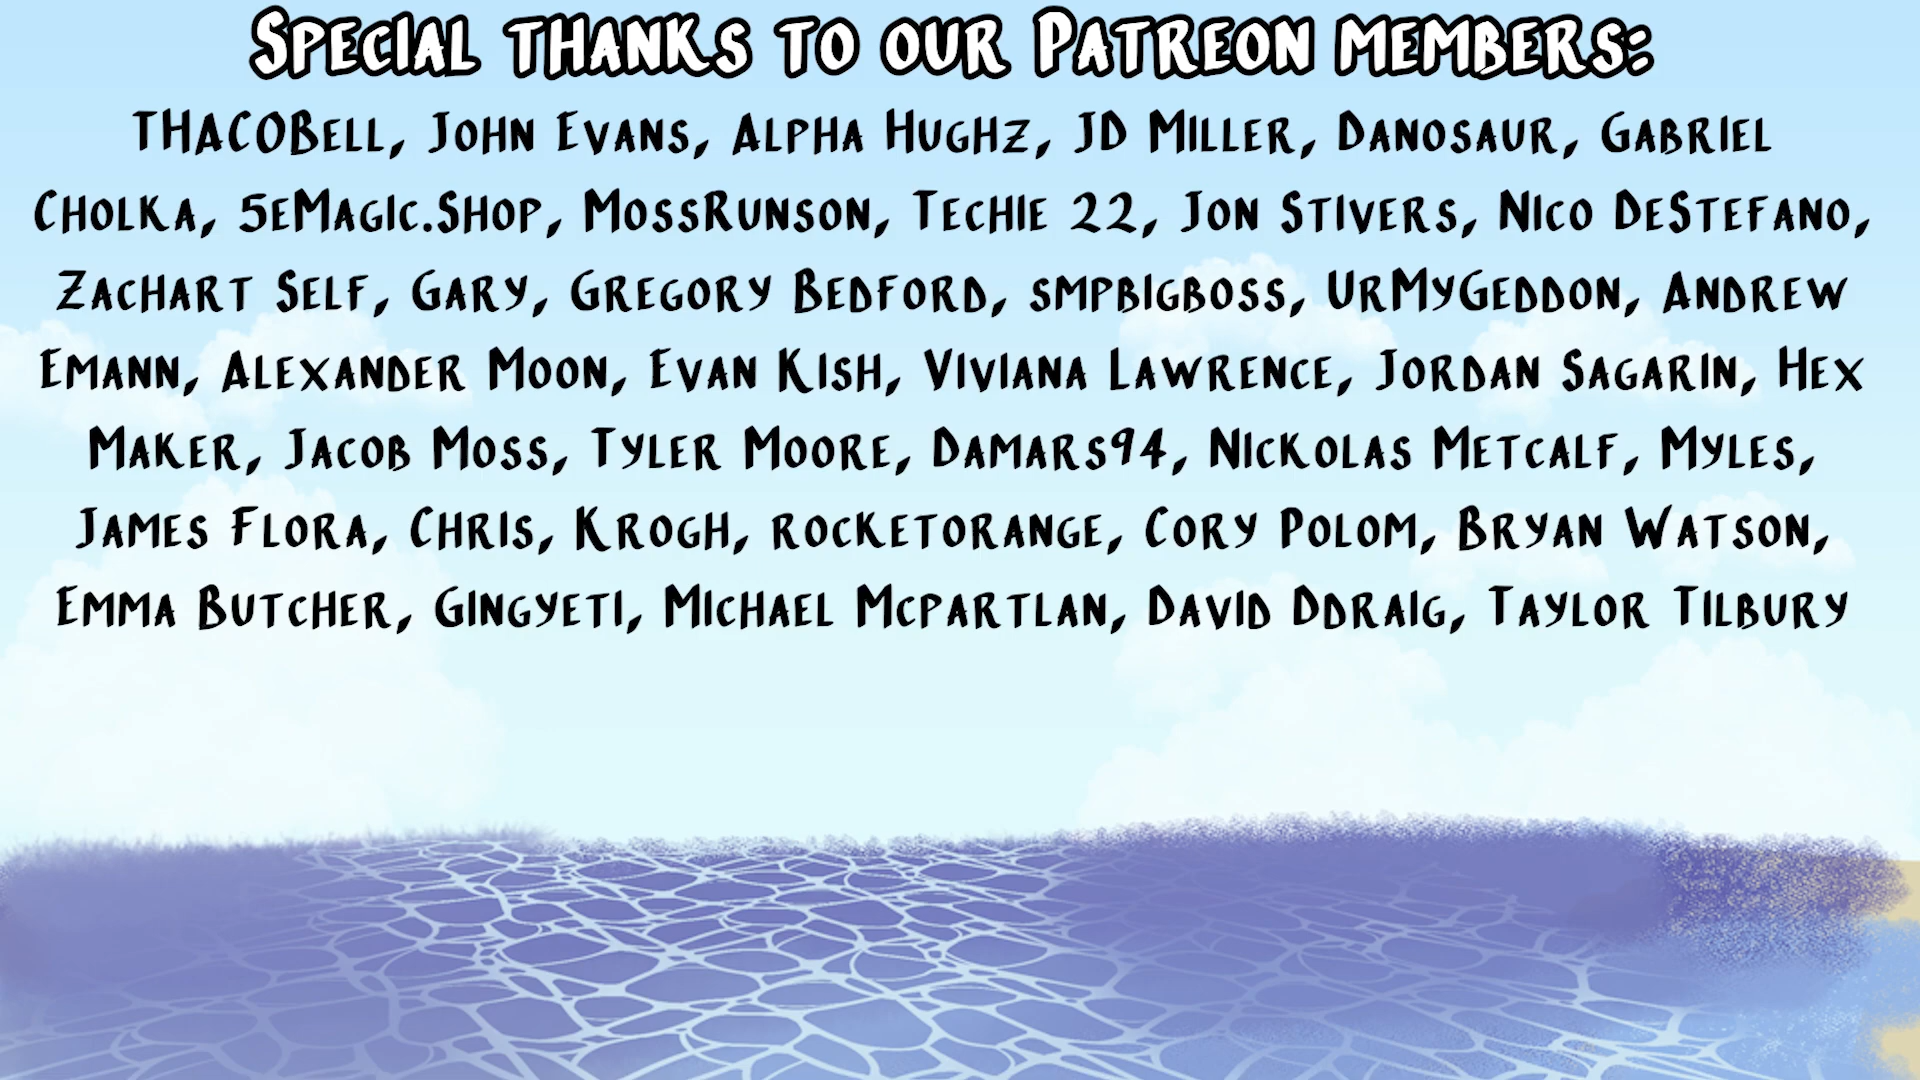 Special thanks to our Patreon members:
THACOBell, John Evans, Alpha Hughz, JD Miller, Danosaur, Gabriel
Cholka, 5eMagic.Shop, MossRunson, Techie 22, Jon Stivers, Nico DeStefano,
Zachart Self, Gary, Gregory Bedford, smpbigboss, UrMyGeddon, Andrew
Emann, Alexander Moon, Evan Kish, Viviana Lawrence, Jordan Sagarin, Hex
Maker, Jacob Moss, Tyler Moore, Damars94, Nickolas Metcalf, Myles,
James Flora, Chris, Krogh, rocketorange, Cory Polom, Bryan Watson,
Emma Butcher, Gingyeti, Michael Mcpartlan, David Ddraig, Taylor Tilbury